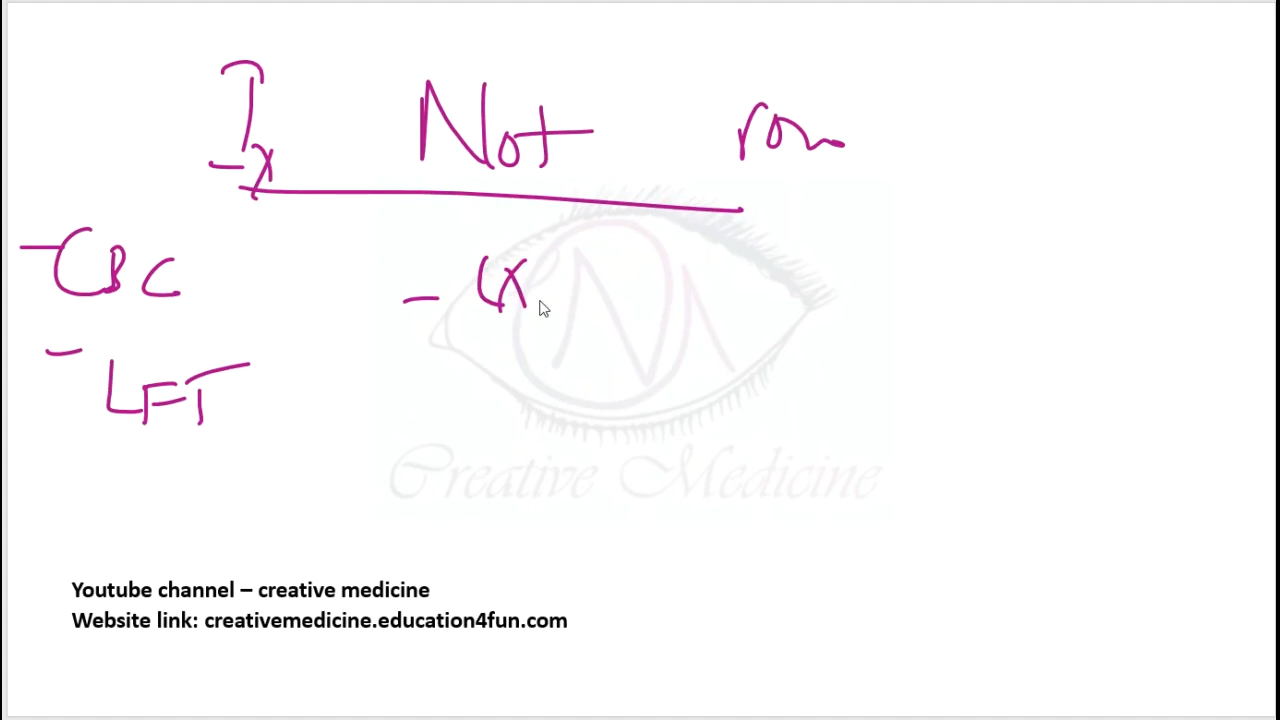 Ix Not rou
- CBC - CX
- LFT
Creative Medicine
Youtube channel – creative medicine
Website link: creativemedicine.education4fun.com